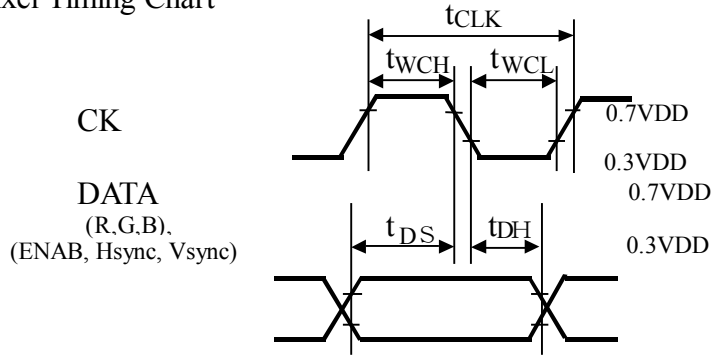 Timing Chart
tCLK
tWCH tWCL
CK
0.7VDD
0.3VDD
DATA
0.7VDD
(R,G,B),
tDS tDH
(ENAB, Hsync, Vsync)
0.3VDD